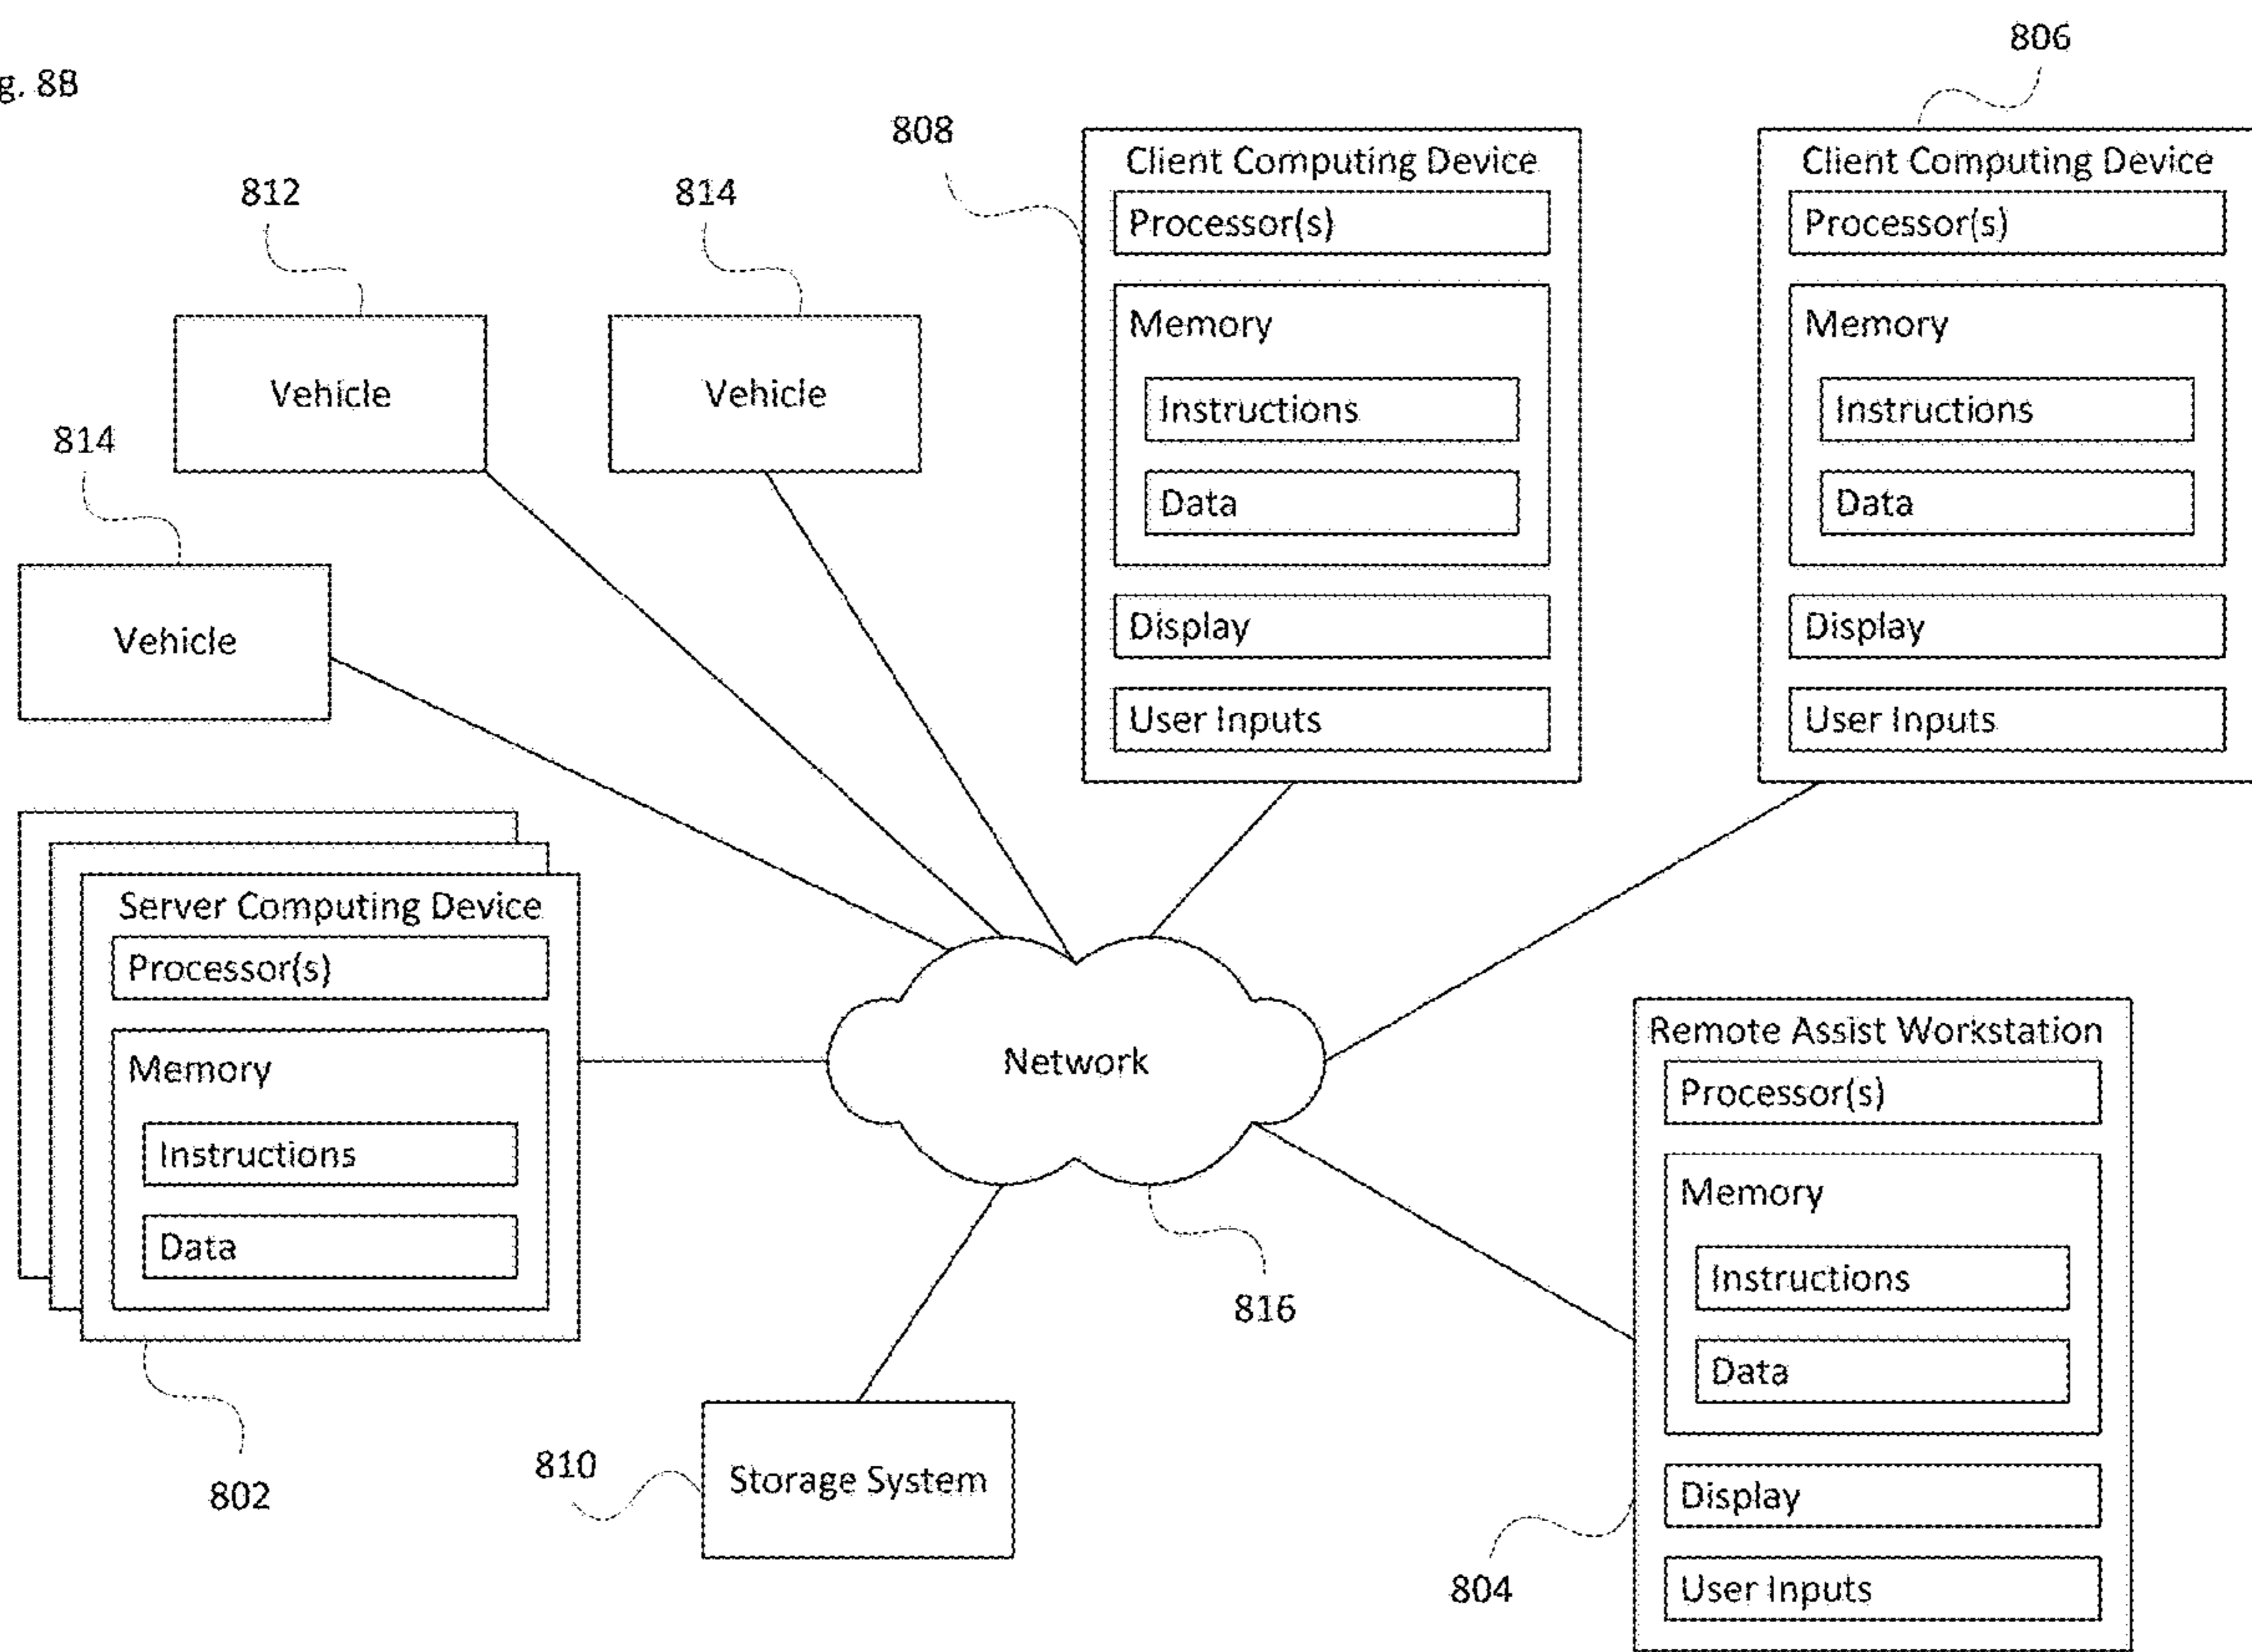 g. 8B
806
808
812
814
814
Client Computing Device
Processor(s)
Memory
Instructions
Data
Display
User Inputs
Client Computing Device
Processor(s)
Memory
Instructions
Data
Display
User Inputs
Vehicle
Vehicle
Vehicle
Server Computing Device
Processor(s)
Memory
Instructions
Data
802
Network
816
Storage System
810
Remote Assist Workstation
Processor(s)
Memory
Instructions
Data
Display
User Inputs
804